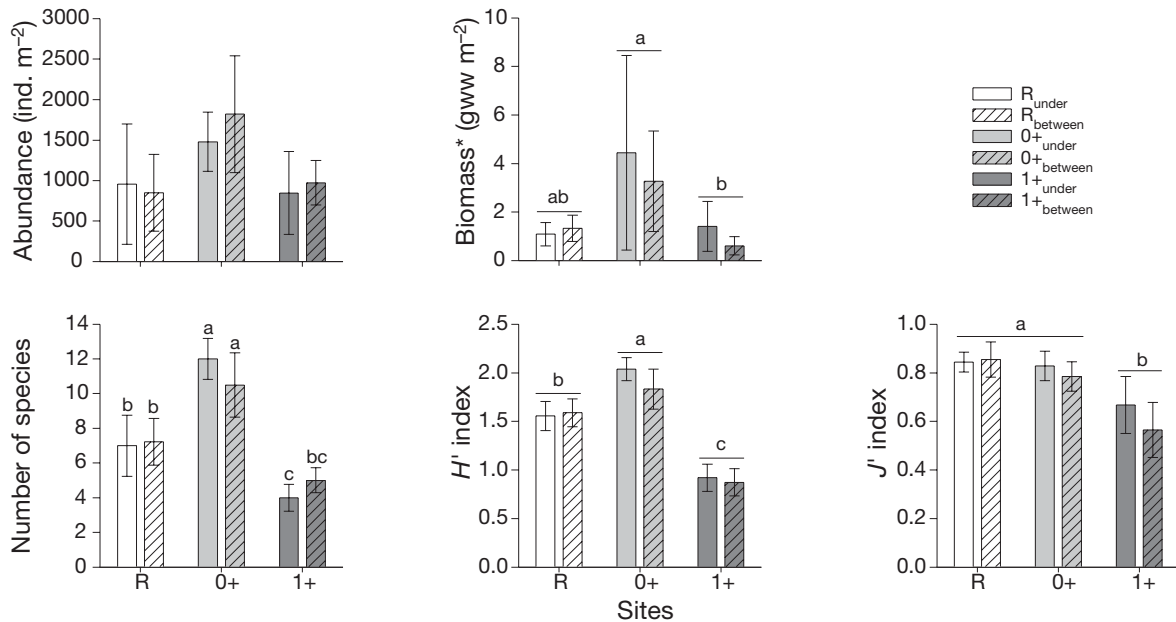 Abundance (ind. m⁻²)
3000
2500
2000
1500
1000
500
0
Biomass* (gww m⁻²)
10
8
6
4
2
0
ab
a
b
R under
R between
0+ under
0+ between
1+ under
1+ between
Number of species
14
12
10
8
6
4
2
0
b b a a c bc
R 0+ 1+
H' index
2.5
2.0
1.5
1.0
0.5
0.0
b a c
R 0+ 1+
Sites
J' index
1.0
0.8
0.6
0.4
0.2
0.0
a b
R 0+ 1+